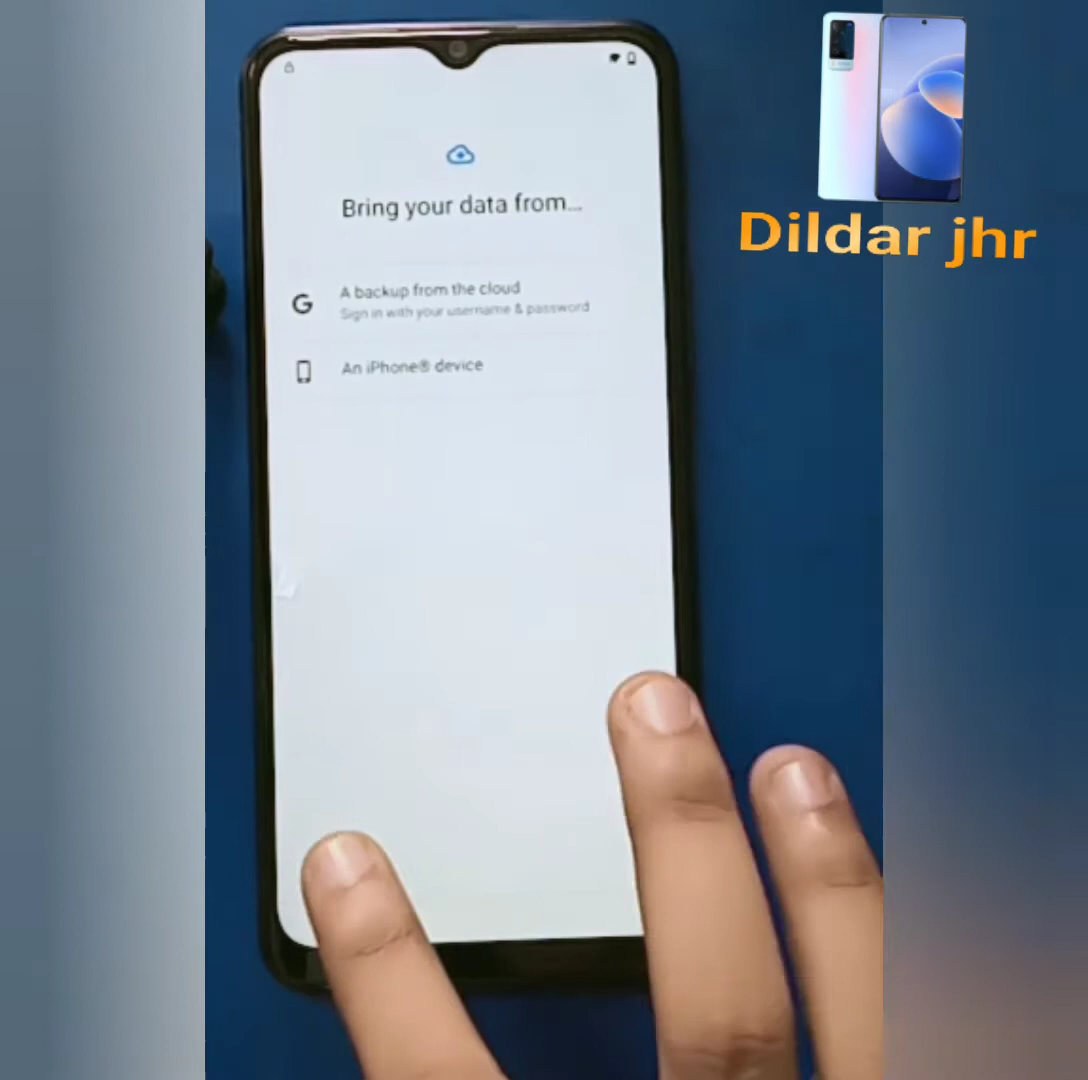 Bring your data from...
A backup from the cloud
Sign in with your username & password
An iPhone® device
Dildar jhr